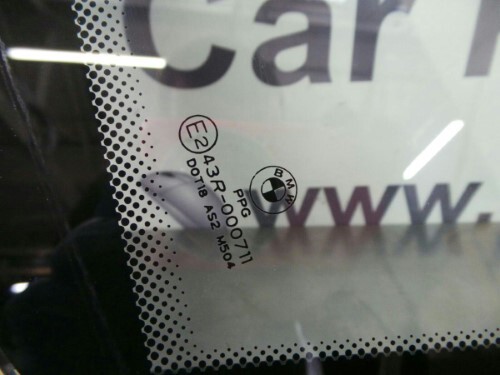 Car
E2
43R-000711
DOT18 AS2 M504
PPG
BMW
www.